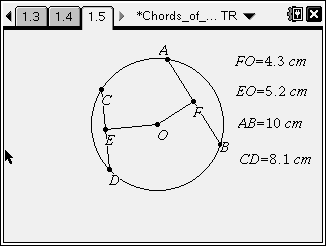 1.3 1.4 1.5 *Chords_of_... TR
A
FO=4.3 cm
C
F
EO=5.2 cm
E
O
AB=10 cm
B
D
CD=8.1 cm